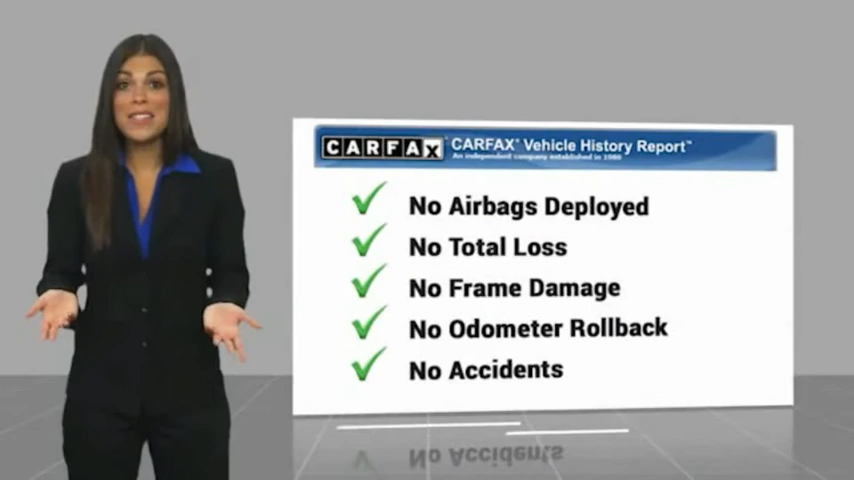 CARFAX CARFAX® Vehicle History Report™
An independent company established in 1986
No Airbags Deployed
No Total Loss
No Frame Damage
No Odometer Rollback
No Accidents
No Accidents